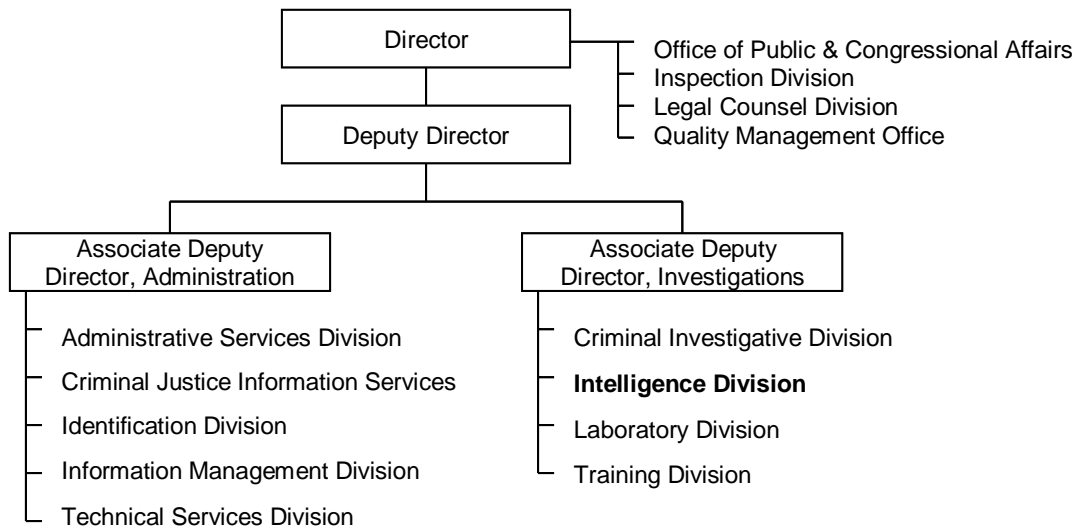 Director
Office of Public & Congressional Affairs
Inspection Division
Legal Counsel Division
Quality Management Office
Deputy Director
Associate Deputy
Director, Administration
Administrative Services Division
Criminal Justice Information Services
Identification Division
Information Management Division
Technical Services Division
Associate Deputy
Director, Investigations
Criminal Investigative Division
Intelligence Division
Laboratory Division
Training Division